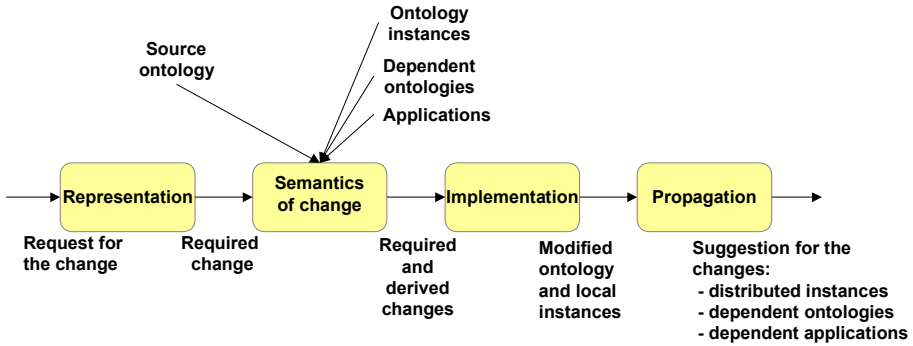 Ontology
instances
Source
ontology
Dependent
ontologies
Applications
Representation
Semantics
of change
Implementation
Propagation
Request for
the change
Required
change
Required
and
derived
changes
Modified
ontology
and local
instances
Suggestion for the
changes:
- distributed instances
- dependent ontologies
- dependent applications